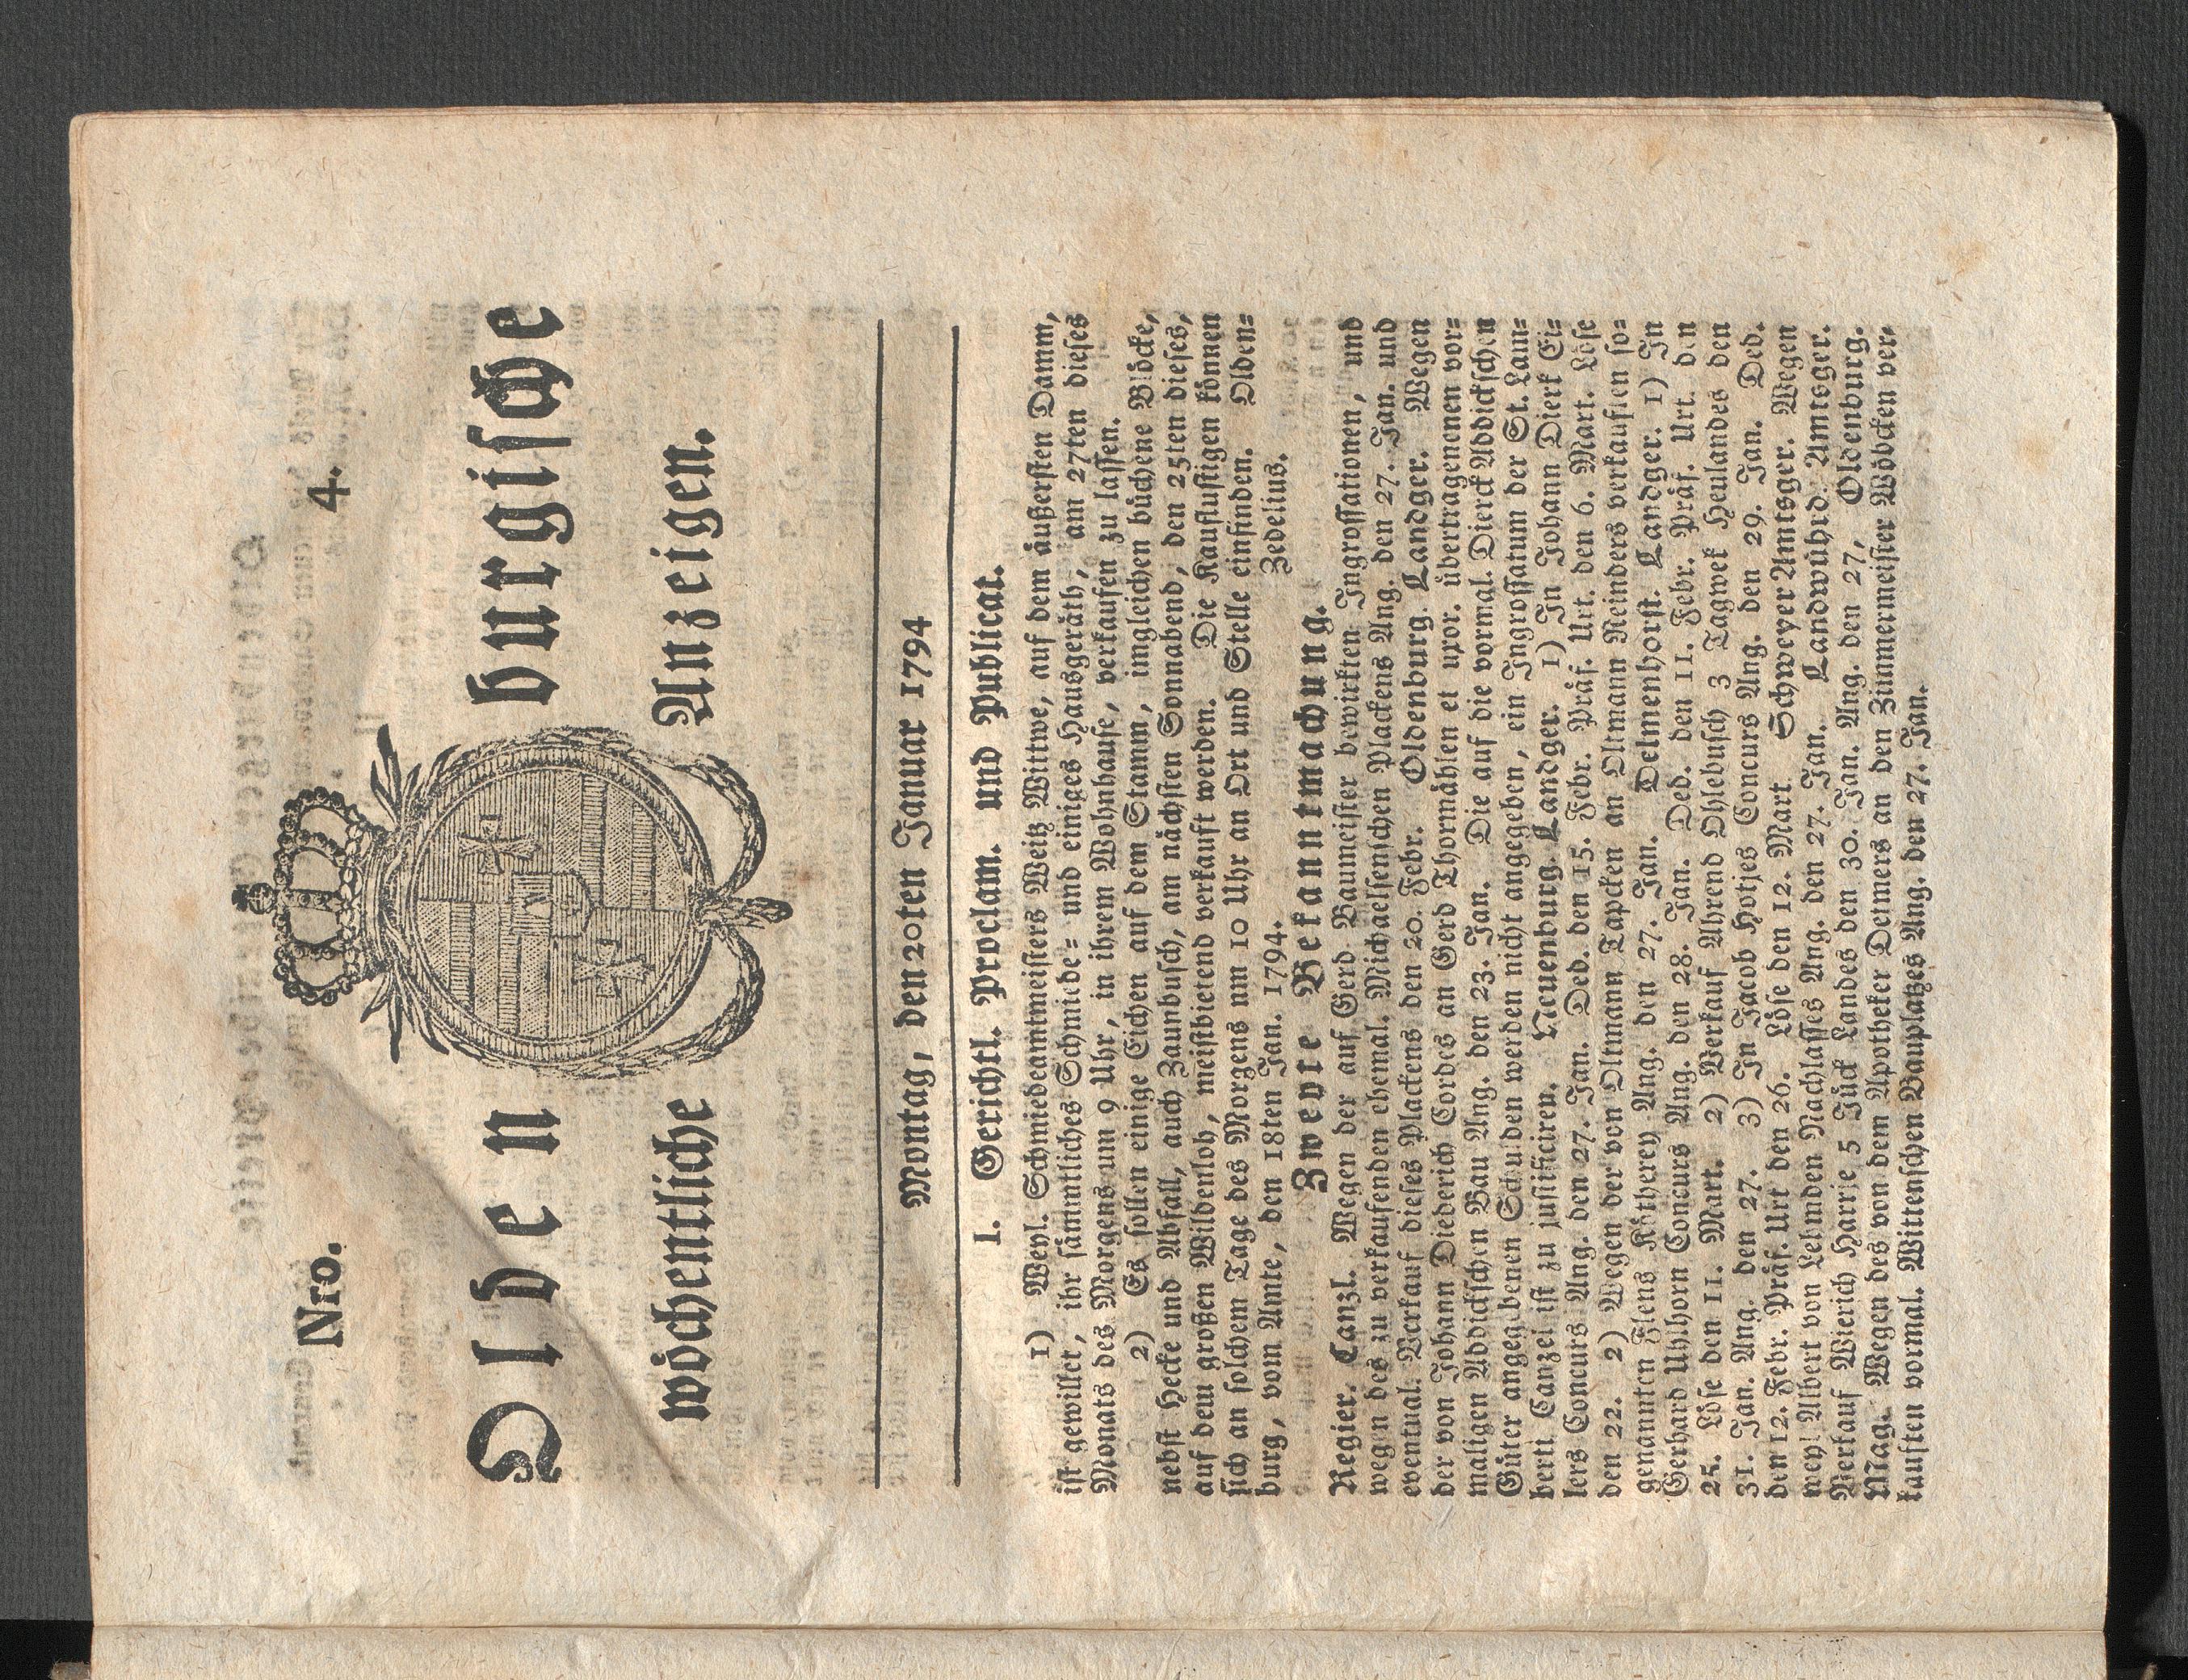 Nro. 4.
Olden burgische
wöchentliche Anzeigen.
Montag, den 20ten Januar 1794
I. Gerichtl. Proclam. und Publicat.
1) Weyl. Schmiedeamtmeisters Weitz Wittwe, auf dem äußersten Damm,
ist gewillet, ihr sämmtliches Schmiede= und einiges Hausgeräth, am 27ten dieses
Monats des Morgens um 9 Uhr, in ihrem Wohnhause, verkaufen zu lassen.
2) Es sollen einige Eichen auf dem Stamm, imgleichen büchene Blöcke,
nebst Hecke und Abfall, auch Zaunbusch, am nächsten Sonnabend, den 25sten dieses,
auf dem großen Wildenloh, meistbietend verkauft werden. Die Kauflustigen können
sich an solchem Tage des Morgens um 10 Uhr an Ort und Stelle einfinden. Olden=
burg, vom Amte, den 18ten Jan. 1794. Zedelius.
Zweyte Bekanntmachung.
Regier. Canzl. Wegen der auf Gerd Baumeister bewirkten Ingrossationen, und
wegen des zu verkaufenden ehemal. Michaelsenschen Plackens Ang. den 27. Jan. und
eventual. Verkauf dieses Plackens den 20. Febr. Oldenburg. Landger. Wegen
der von Johann Diederich Cordes an Gerd Thormählen et uxor. übertragenenen vor=
maligen Addickschen Bau Ang. den 23. Jan. Die auf die vormal. Dierck Addickschen
Güter angegebenen Schulden werden nicht angegeben, ein Ingrossatum der St. Lam=
berti Canzel ist zu justificiren. Neuenburg. Landger. 1) In Johann Dierk Ei=
lers Concurs Ang. den 27. Jan. Ded. den 15. Febr. Präf. Urt. den 6. Mart. Löse
den 22. 2) Wegen der von Oltmann Tapcken an Oltmann Reinders verkauften so=
genannten Ilens Kötherey Ang. den 27. Jan. Delmenhorst. Landger. 1) In
Gerhard Uhlhorn Concurs Ang. den 28. Jan. Ded. den 11. Febr. Präf. Urt. den
25. Löse den 11. Mart. 2) Verkauf Ahrend Ohlebusch 3 Tagwek Heulandes den
31. Jan. Ang. den 27. 3) In Jacob Hotjes Concurs Ang. den 29. Jan. Ded.
den 12. Febr. Präf. Urt den 26. Löse den 12. Mart. Schweyer Amtsger. Wegen
weyl Albert von Lehmden Nachlasses Ang. den 27. Jan. Landwührd. Amtsger.
Verkauf Wierich Harrje 5 Jück Landes den 30. Jan. Ang. den 27, Oldenburg.
Mag. Wegen des von dem Apotheker Detmers an den Zimmermeister Wöbcken ver=
kauften vormal. Wittenschen Bauplatzes Ang. den 27. Jan.